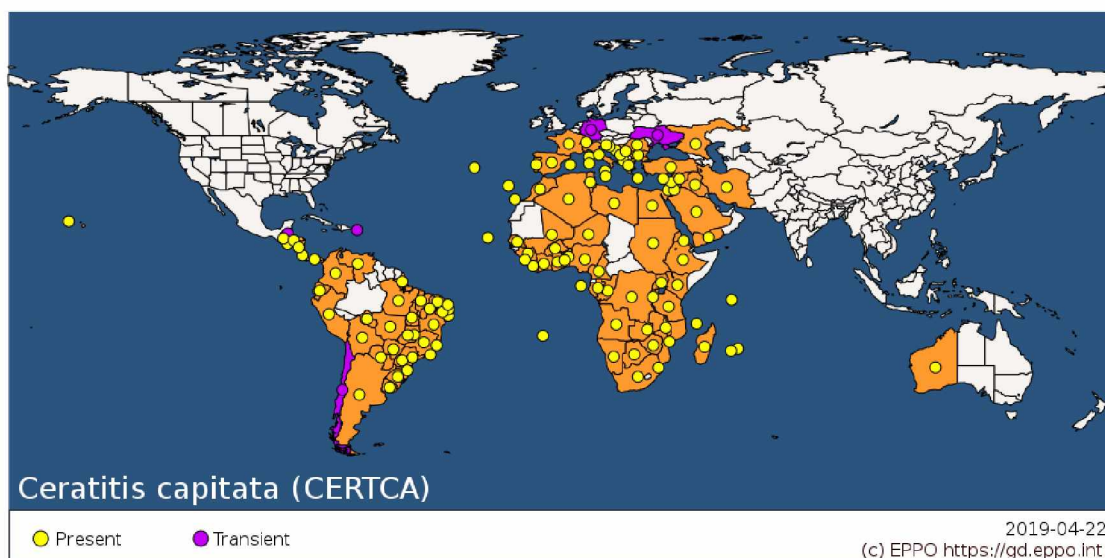 Ceratitis capitata (CERTCA)
Present
Transient
2019-04-22
(c) EPPO https://gd.eppo.int